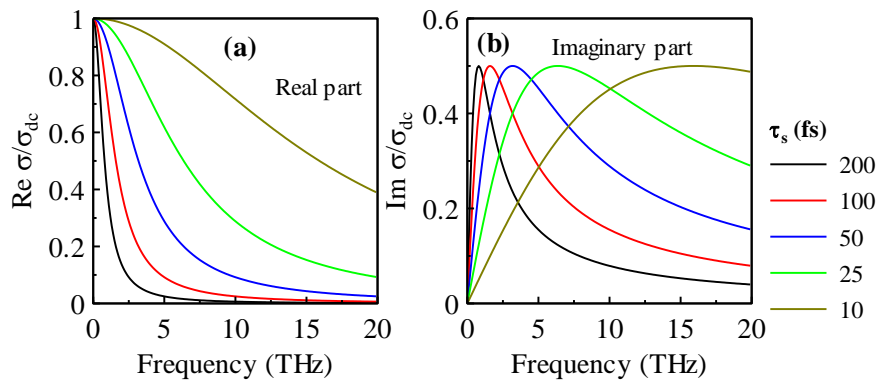 1
0.8
0.6
0.4
0.2
0
Re σ/σdc
(a)
Real part
0
5
10
15
20
Frequency (THz)
0.6
0.4
0.2
0
Im σ/σdc
(b)
Imaginary part
0
5
10
15
20
Frequency (THz)
τs (fs)
200
100
50
25
10